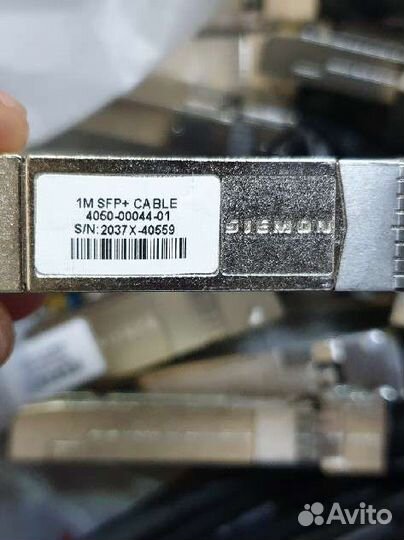 1M SFP+ CABLE
4050-00044-01
S/N: 2037X-40559
SIEMON
Avito